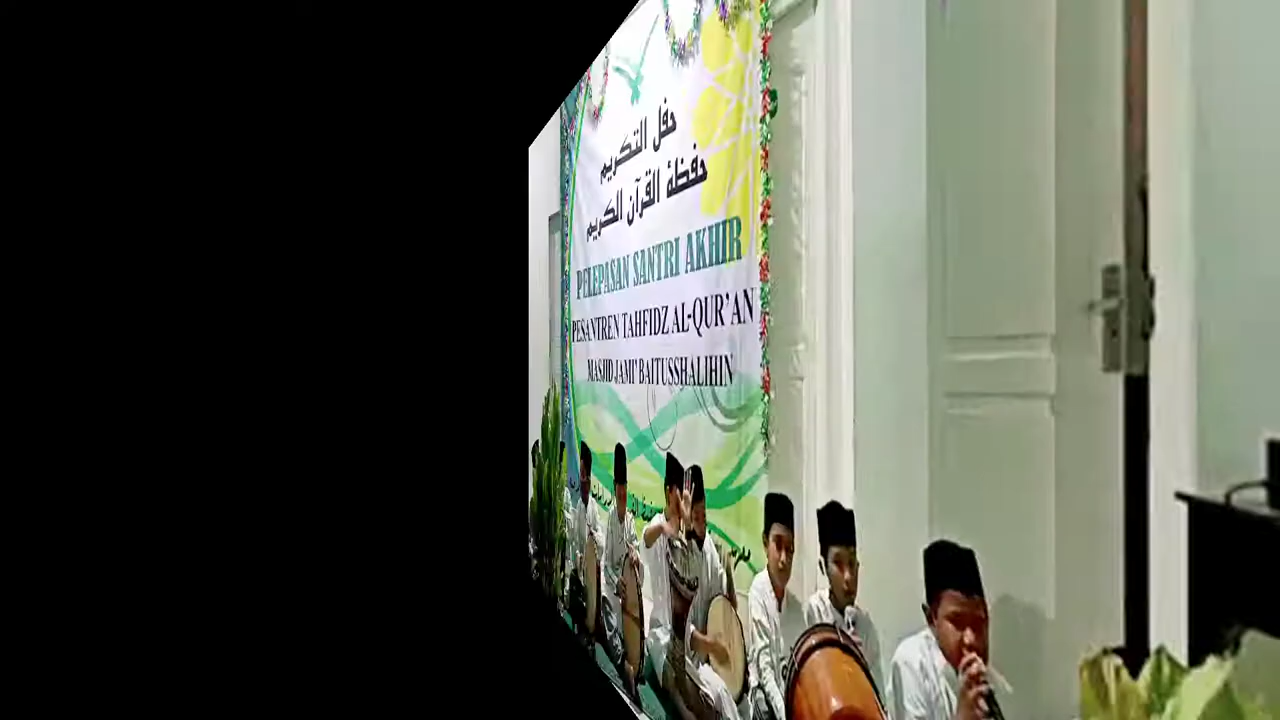 حفل التكريم
حفظة القرآن الكريم
PELEPASAN SANTRI AKHIR
PESANTREN TAHFIDZ AL-QUR'AN
MASJID JAMI' BAITUSSHALIHIN